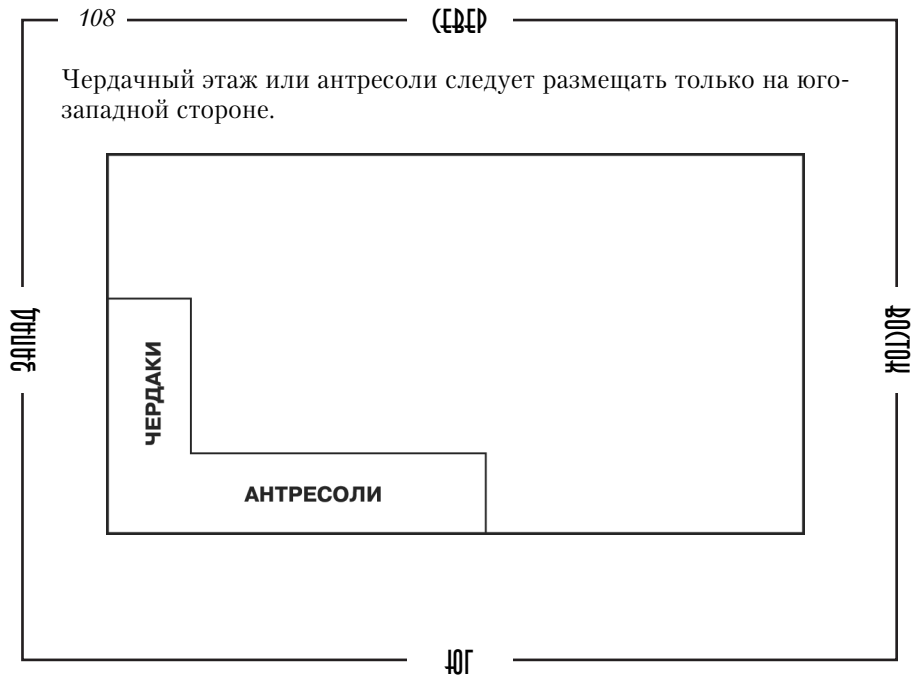 108
СЕВЕР
Чердачный этаж или антресоли следует размещать только на юго-
западной стороне.
ЗАПАД
ВОСТОК
ЧЕРДАКИ
АНТРЕСОЛИ
ЮГ